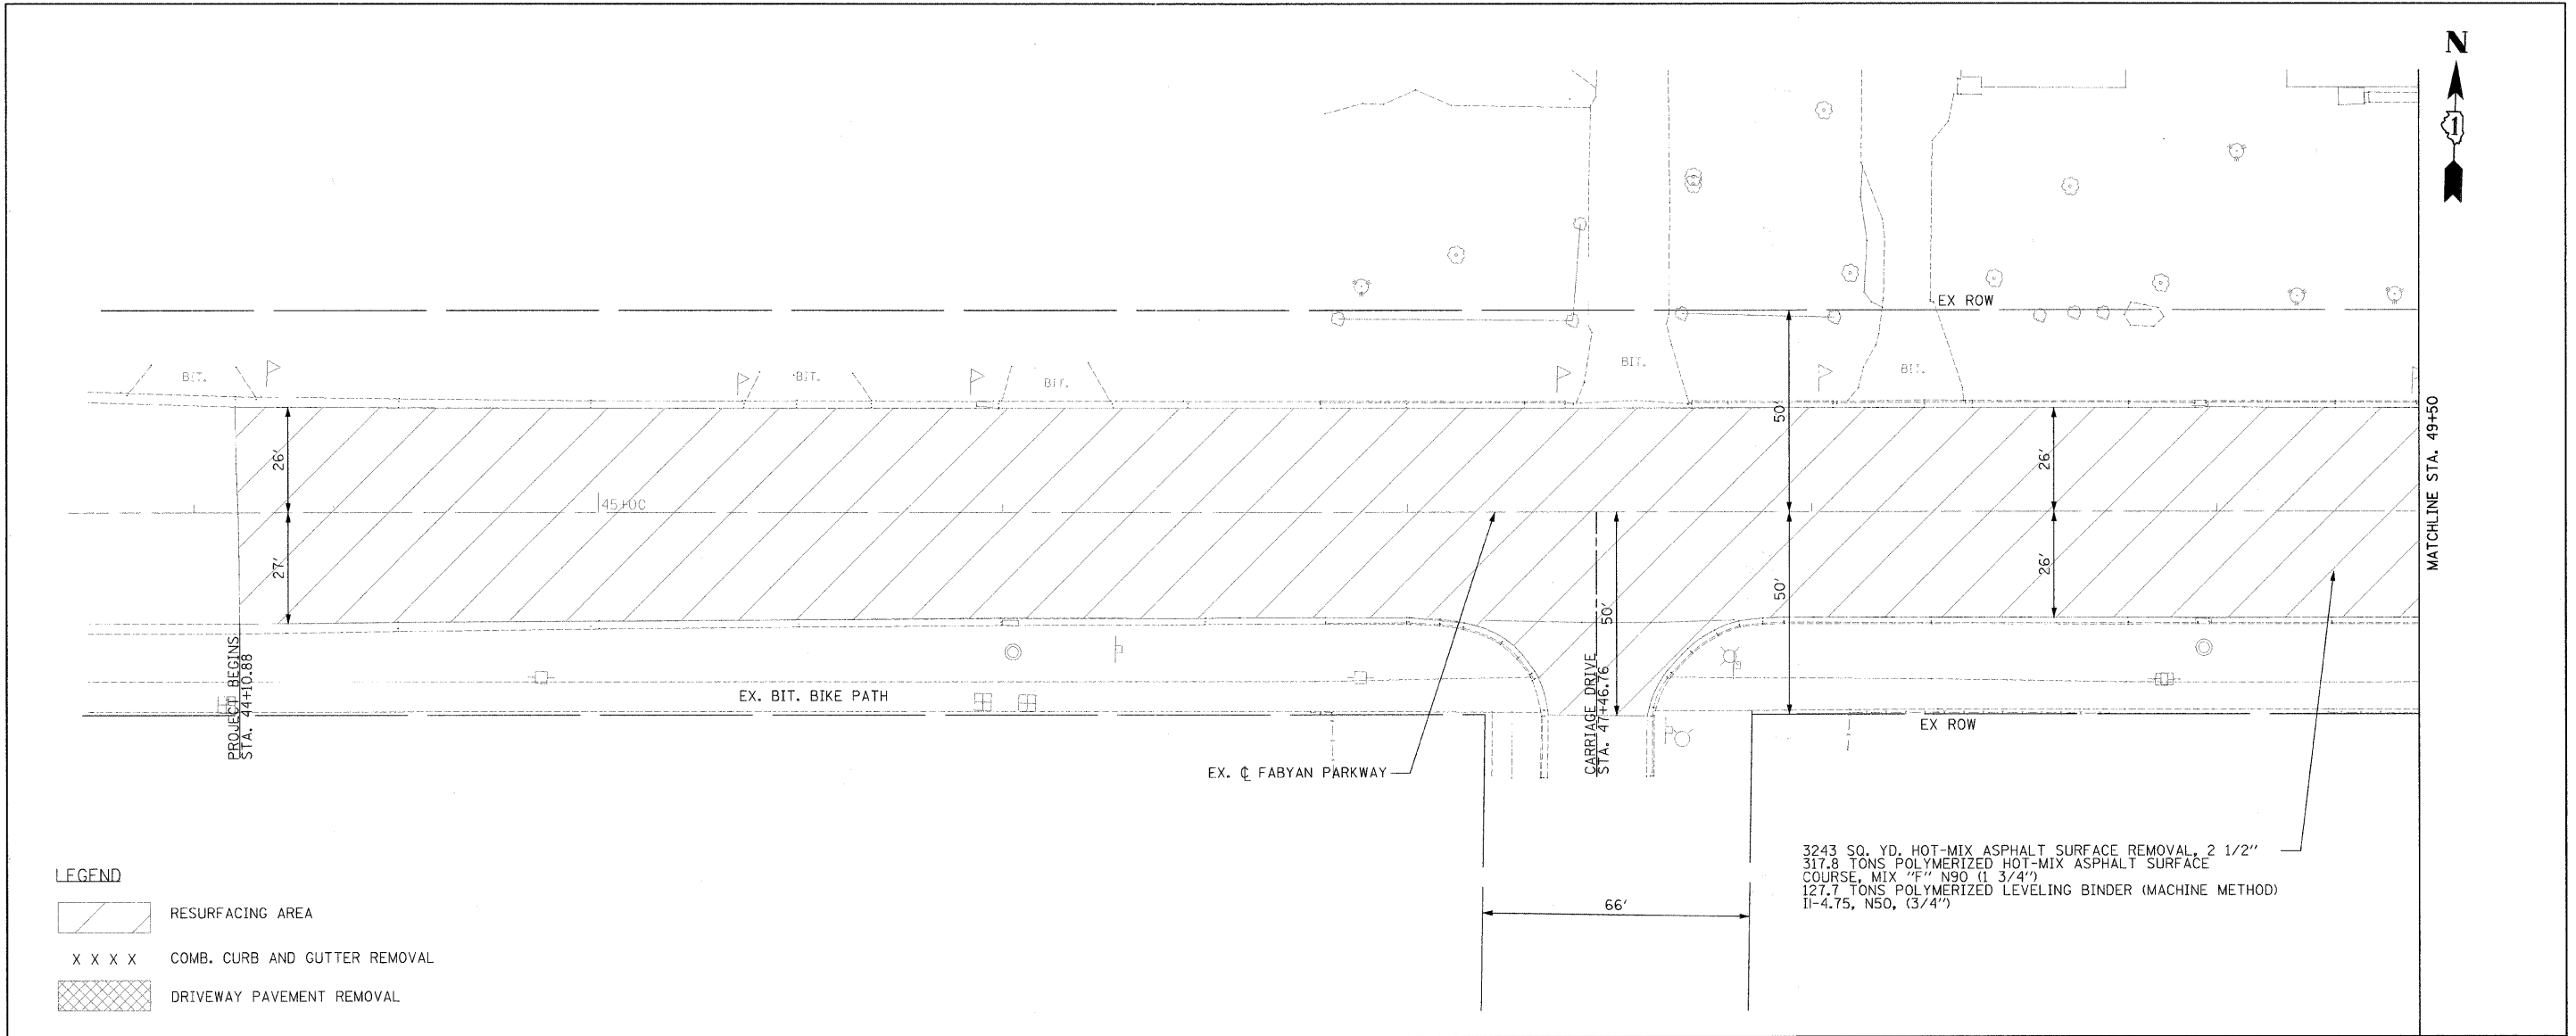 N
1
EX ROW
BIT.
BIT.
BIT.
BIT.
BIT.
50'
26'
26'
MATCHLINE STA. 49+50
45+00
27'
26'
50'
50'
PROJECT BEGINS
STA. 44+10.88
EX. BIT. BIKE PATH
CARRIAGE DRIVE
STA. 47+46.76
EX ROW
EX. ℄ FABYAN PARKWAY
3243 SQ. YD. HOT-MIX ASPHALT SURFACE REMOVAL, 2 1/2"
317.8 TONS POLYMERIZED HOT-MIX ASPHALT SURFACE
COURSE, MIX "F" N90 (1 3/4")
127.7 TONS POLYMERIZED LEVELING BINDER (MACHINE METHOD)
Il-4.75, N50, (3/4")
66'
LEGEND
RESURFACING AREA
X X X X COMB. CURB AND GUTTER REMOVAL
DRIVEWAY PAVEMENT REMOVAL